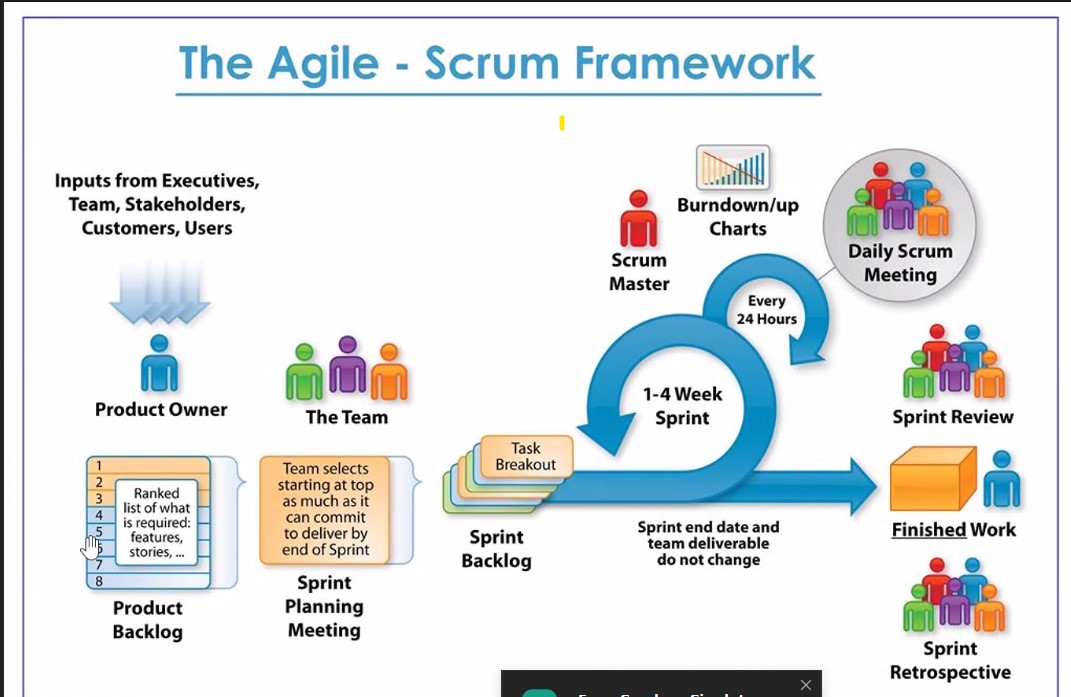 The Agile - Scrum Framework
Inputs from Executives,
Team, Stakeholders,
Customers, Users
Product Owner
The Team
Scrum
Master
Burndown/up
Charts
Daily Scrum
Meeting
Every
24 Hours
1-4 Week
Sprint
Sprint Review
1
2
3
4
5
7
8
Ranked
list of what
is required:
features,
stories, ...
Product
Backlog
Team selects
starting at top
as much as it
can commit
to deliver by
end of Sprint
Sprint
Planning
Meeting
Task
Breakout
Sprint
Backlog
Sprint end date and
team deliverable
do not change
Finished Work
Sprint
Retrospective